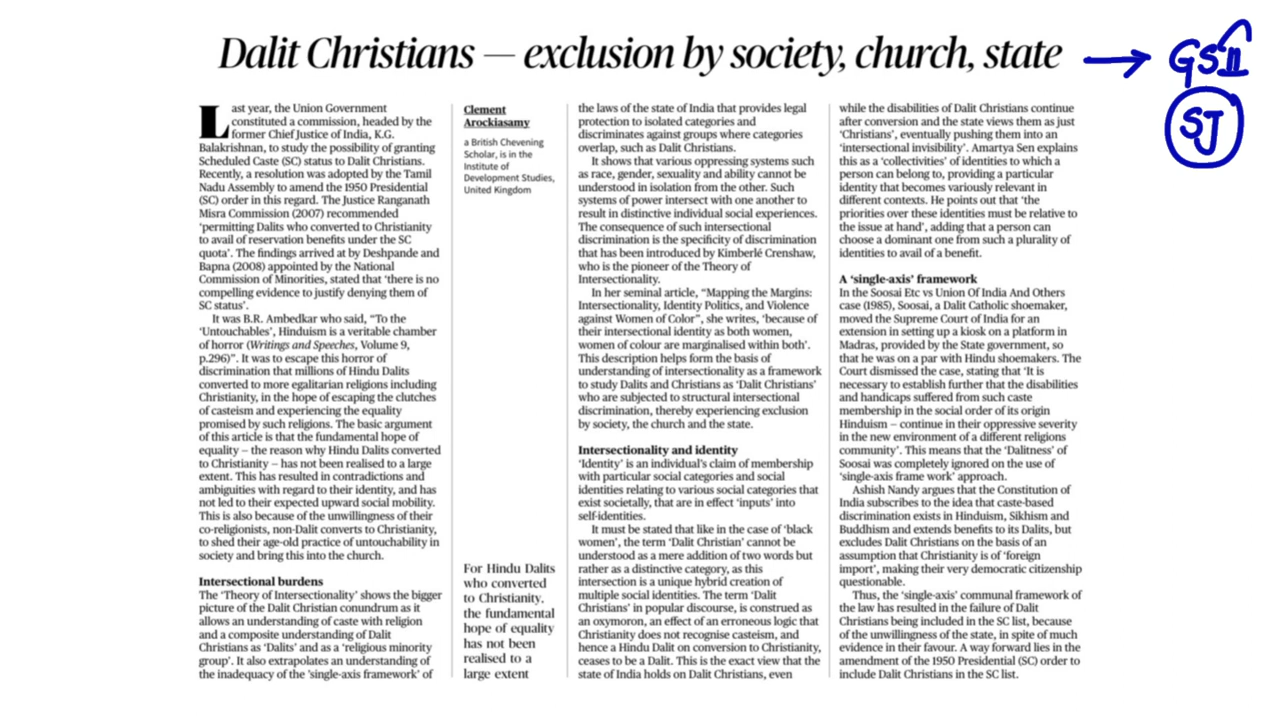 Dalit Christians — exclusion by society, church, state
GS II
SJ
Last year, the Union Government
constituted a commission, headed by the
former Chief Justice of India, K.G.
Balakrishnan, to study the possibility of granting
Scheduled Caste (SC) status to Dalit Christians.
Recently, a resolution was adopted by the Tamil
Nadu Assembly to amend the 1950 Presidential
(SC) order in this regard. The Justice Ranganath
Misra Commission (2007) recommended
‘permitting Dalits who converted to Christianity
to avail of reservation benefits under the SC
quota’. The findings arrived at by Deshpande and
Bapna (2008) appointed by the National
Commission of Minorities, stated that ‘there is no
compelling evidence to justify denying them of
SC status’.
It was B.R. Ambedkar who said, “To the
‘Untouchables’, Hinduism is a veritable chamber
of horror (Writings and Speeches, Volume 9,
p.296)”. It was to escape this horror of
discrimination that millions of Hindu Dalits
converted to more egalitarian religions including
Christianity, in the hope of escaping the clutches
of casteism and experiencing the equality
promised by such religions. The basic argument
of this article is that the fundamental hope of
equality — the reason why Hindu Dalits converted
to Christianity — has not been realised to a large
extent. This has resulted in contradictions and
ambiguities with regard to their identity, and has
not led to their expected upward social mobility.
This is also because of the unwillingness of their
co-religionists, non-Dalit converts to Christianity,
to shed their age-old practice of untouchability in
society and bring this into the church.
Intersectional burdens
The ‘Theory of Intersectionality’ shows the bigger
picture of the Dalit Christian conundrum as it
allows an understanding of caste with religion
and a composite understanding of Dalit
Christians as ‘Dalits’ and as a ‘religious minority
group’. It also extrapolates an understanding of
the inadequacy of the 'single-axis framework' of
Clement
Arockiasamy
a British Chevening
Scholar, is in the
Institute of
Development Studies,
United Kingdom
For Hindu Dalits
who converted
to Christianity,
the fundamental
hope of equality
has not been
realised to a
large extent
the laws of the state of India that provides legal
protection to isolated categories and
discriminates against groups where categories
overlap, such as Dalit Christians.
It shows that various oppressing systems such
as race, gender, sexuality and ability cannot be
understood in isolation from the other. Such
systems of power intersect with one another to
result in distinctive individual social experiences.
The consequence of such intersectional
discrimination is the specificity of discrimination
that has been introduced by Kimberlé Crenshaw,
who is the pioneer of the Theory of
Intersectionality.
In her seminal article, “Mapping the Margins:
Intersectionality, Identity Politics, and Violence
against Women of Color”, she writes, ‘because of
their intersectional identity as both women,
women of colour are marginalised within both’.
This description helps form the basis of
understanding of intersectionality as a framework
to study Dalits and Christians as ‘Dalit Christians’
who are subjected to structural intersectional
discrimination, thereby experiencing exclusion
by society, the church and the state.
Intersectionality and identity
‘Identity’ is an individual’s claim of membership
with particular social categories and social
identities relating to various social categories that
exist societally, that are in effect ‘inputs’ into
self-identities.
It must be stated that like in the case of ‘black
women’, the term ‘Dalit Christian’ cannot be
understood as a mere addition of two words but
rather as a distinctive category, as this
intersection is a unique hybrid creation of
multiple social identities. The term ‘Dalit
Christians’ in popular discourse, is construed as
an oxymoron, an effect of an erroneous logic that
Christianity does not recognise casteism, and
hence a Hindu Dalit on conversion to Christianity,
ceases to be a Dalit. This is the exact view that the
state of India holds on Dalit Christians, even
while the disabilities of Dalit Christians continue
after conversion and the state views them as just
‘Christians’, eventually pushing them into an
‘intersectional invisibility’. Amartya Sen explains
this as a ‘collectivities’ of identities to which a
person can belong to, providing a particular
identity that becomes variously relevant in
different contexts. He points out that ‘the
priorities over these identities must be relative to
the issue at hand’, adding that a person can
choose a dominant one from such a plurality of
identities to avail of a benefit.
A ‘single-axis’ framework
In the Soosai Etc vs Union Of India And Others
case (1985), Soosai, a Dalit Catholic shoemaker,
moved the Supreme Court of India for an
extension in setting up a kiosk on a platform in
Madras, provided by the State government, so
that he was on a par with Hindu shoemakers. The
Court dismissed the case, stating that ‘It is
necessary to establish further that the disabilities
and handicaps suffered from such caste
membership in the social order of its origin
Hinduism — continue in their oppressive severity
in the new environment of a different religions
community’. This means that the ‘Dalitness’ of
Soosai was completely ignored on the use of
‘single-axis frame work’ approach.
Ashish Nandy argues that the Constitution of
India subscribes to the idea that caste-based
discrimination exists in Hinduism, Sikhism and
Buddhism and extends benefits to its Dalits, but
excludes Dalit Christians on the basis of an
assumption that Christianity is of ‘foreign
import’, making their very democratic citizenship
questionable.
Thus, the ‘single-axis’ communal framework of
the law has resulted in the failure of Dalit
Christians being included in the SC list, because
of the unwillingness of the state, in spite of much
evidence in their favour. A way forward lies in the
amendment of the 1950 Presidential (SC) order to
include Dalit Christians in the SC list.